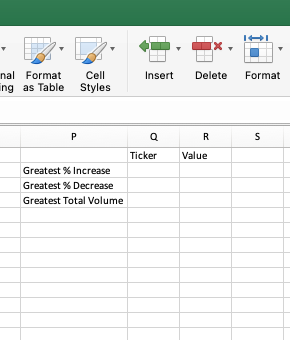 nal Format Cell Insert Delete Format
ing as Table Styles
P Q R S
Ticker Value
Greatest % Increase
Greatest % Decrease
Greatest Total Volume